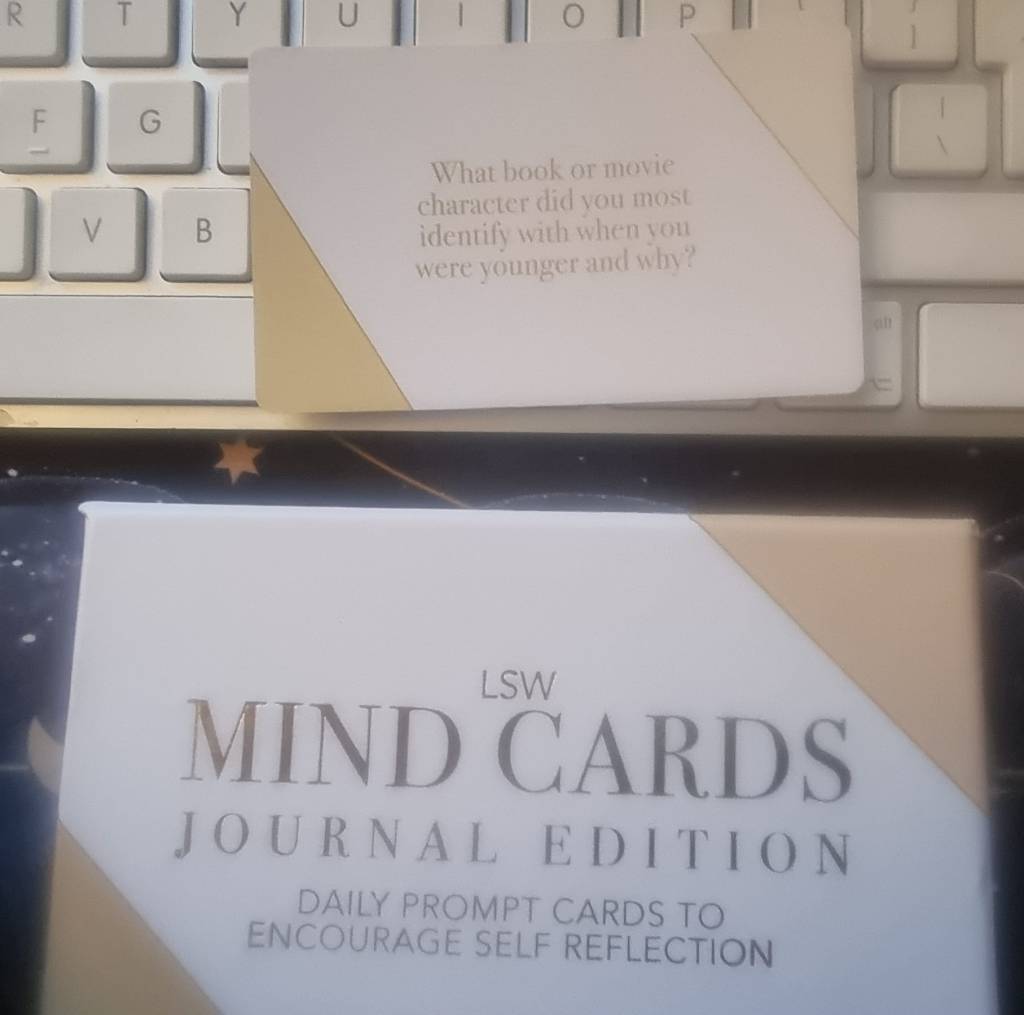 R T Y U I O P
What book or movie
character did you most
identify with when you
were younger and why?
F G
V B
alt
LSW
MIND CARDS
JOURNAL EDITION
DAILY PROMPT CARDS TO
ENCOURAGE SELF REFLECTION